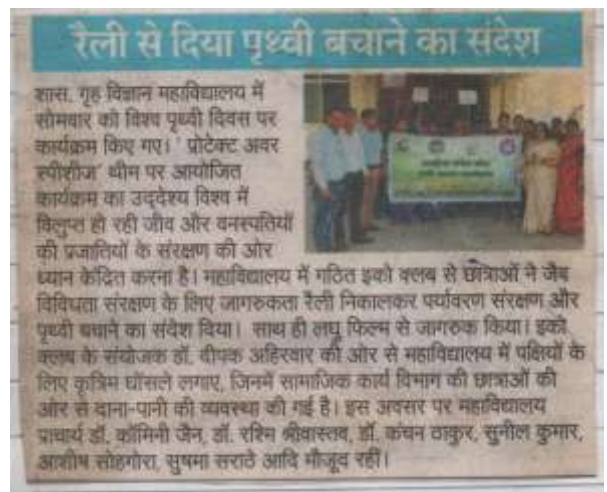 रैली से दिया पृथ्वी बचाने का संदेश
शास. गृह विज्ञान महाविद्यालय में
सोमवार को विश्व पृथ्वी दिवस पर
कार्यक्रम किए गए। ' प्रोटेक्ट अवर
स्पीशीज' थीम पर आयोजित
कार्यक्रम का उद्देश्य विश्व में
विलुप्त हो रही जीव और वनस्पतियों
की प्रजातियों के संरक्षण की ओर
ध्यान केंद्रित करना है। महाविद्यालय में गठित इको क्लब से छात्राओं ने जैव
विविधता संरक्षण के लिए जागरुकता रैली निकालकर पर्यावरण संरक्षण और
पृथ्वी बचाने का संदेश दिया। साथ ही लघु फिल्म से जागरुक किया। इको
क्लब के संयोजक डॉ. दीपक अहिरवार की ओर से महाविद्यालय में पक्षियों के
लिए कृत्रिम घोंसले लगाए, जिनमें सामाजिक कार्य विभाग की छात्राओं की
ओर से दाना-पानी की व्यवस्था की गई है। इस अवसर पर महाविद्यालय
प्राचार्य डॉ. कॉमिनी जैन, डॉ. रश्मि श्रीवास्तव, डॉ. कंचन ठाकुर, सुनील कुमार,
आशीष सोहगोरा, सुषमा सराठे आदि मौजूद रहीं।